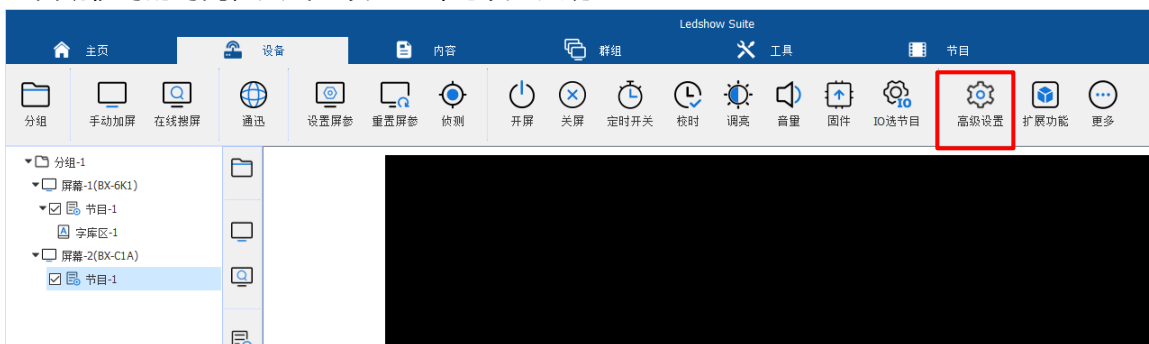 Ledshow Suite
主页 设备 内容 群组 工具 节目
分组 手动加屏 在线搜屏 通迅 设置屏参 重置屏参 侦测 开屏 关屏 定时开关 校时 调亮 音量 固件 IO选节目 高级设置 扩展功能 更多
分组-1
屏幕-1(BX-6K1)
节目-1
字库区-1
屏幕-2(BX-C1A)
节目-1